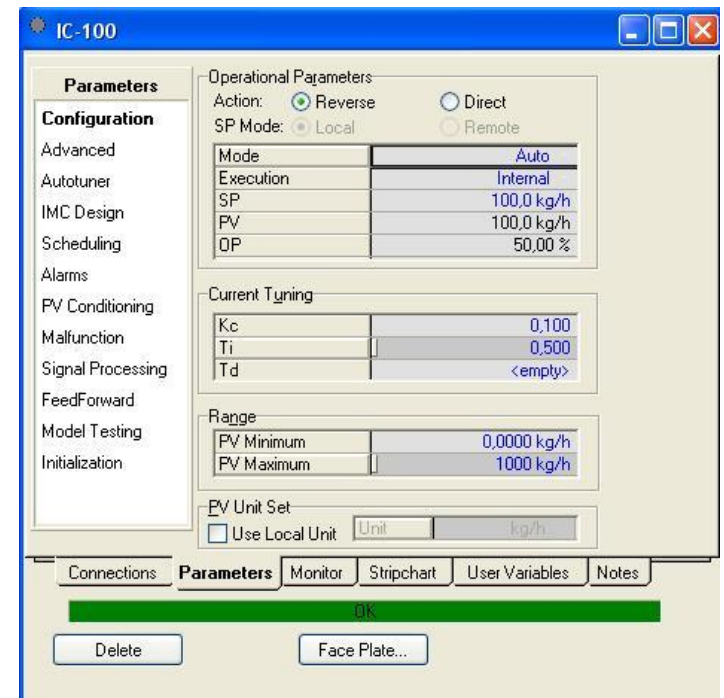 IC-100
Parameters
Configuration
Advanced
Autotuner
IMC Design
Scheduling
Alarms
PV Conditioning
Malfunction
Signal Processing
FeedForward
Model Testing
Initialization
Operational Parameters
Action: Reverse Direct
SP Mode: Local Remote
Mode Auto
Execution Internal
SP 100,0 kg/h
PV 100,0 kg/h
OP 50,00 %
Current Tuning
Kc 0,100
Ti 0,500
Td <empty>
Range
PV Minimum 0,0000 kg/h
PV Maximum 1000 kg/h
PV Unit Set
Use Local Unit Unit kg/h
Connections Parameters Monitor Stripchart User Variables Notes
OK
Delete Face Plate...